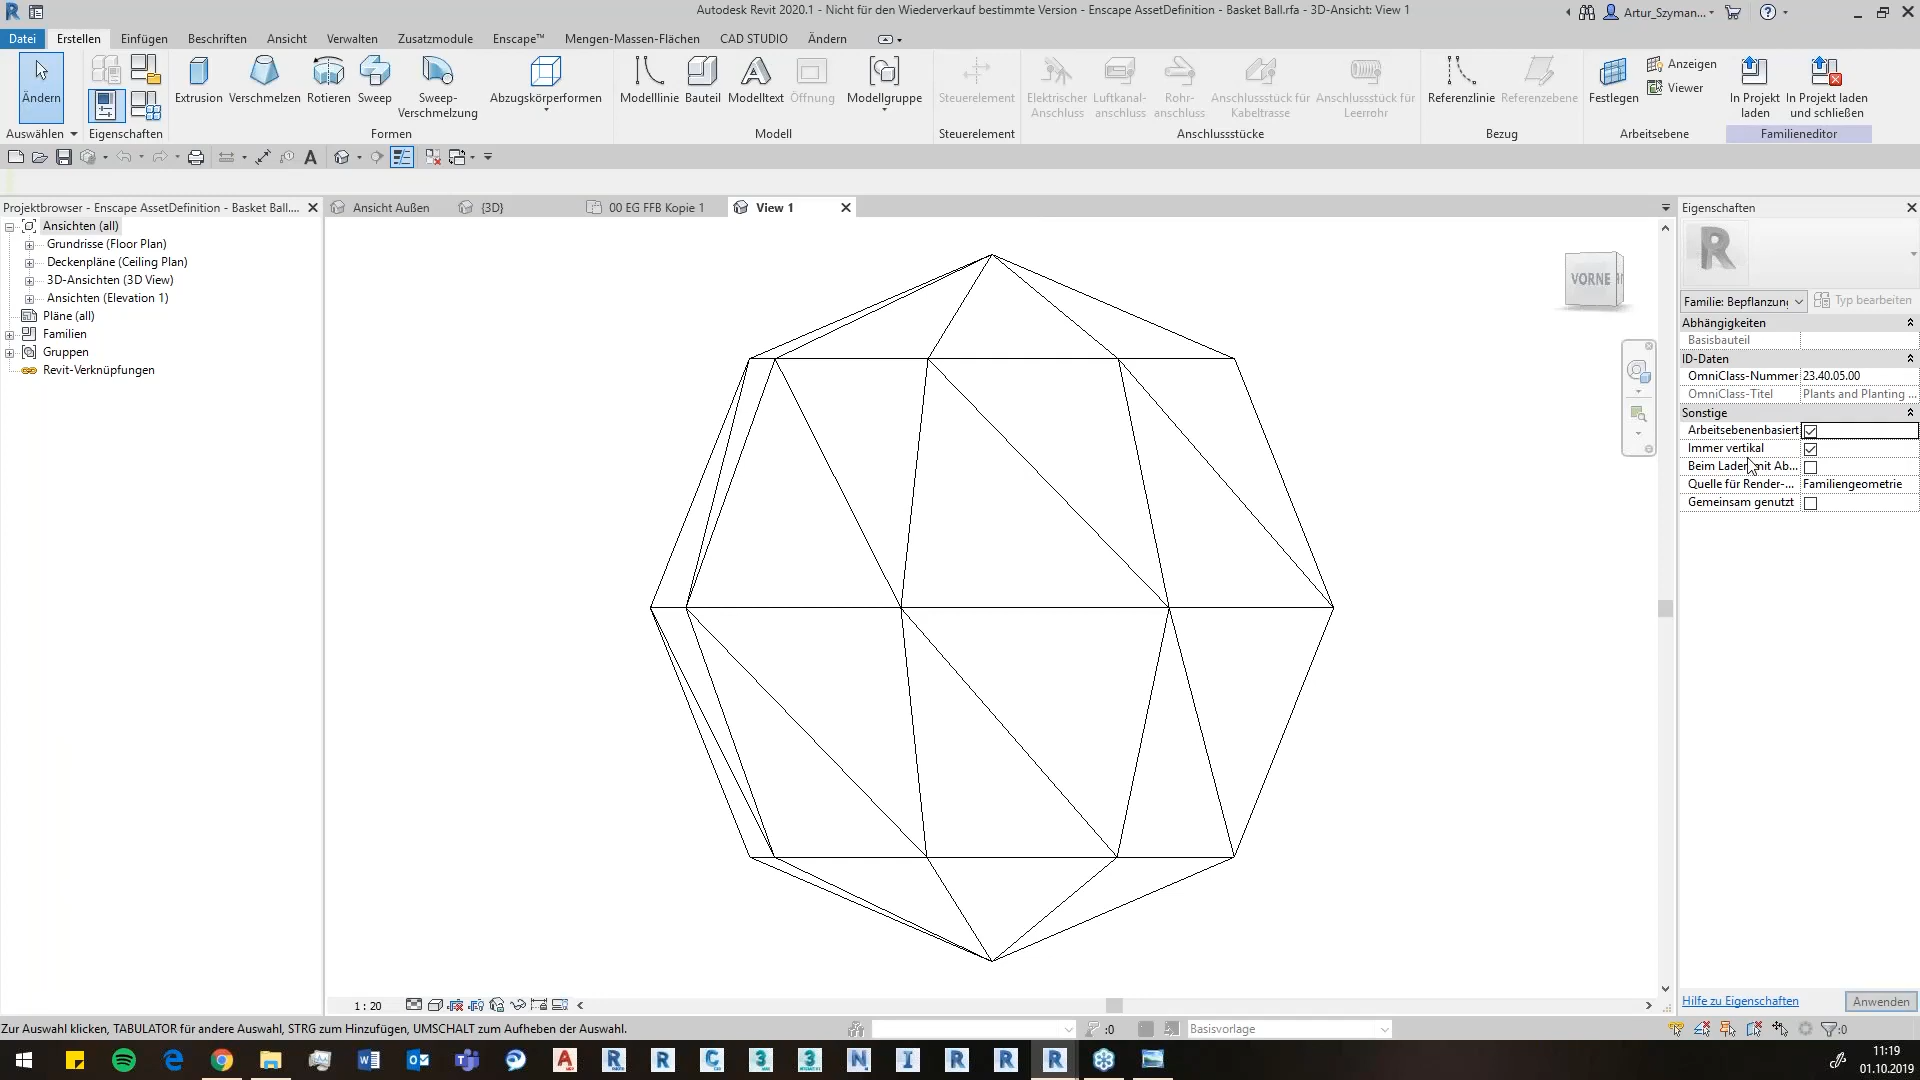 Autodesk Revit 2020.1 - Nicht für den Wiederverkauf bestimmte Version - Enscape AssetDefinition - Basket Ball.rfa - 3D-Ansicht: View 1
Artur_Szyman...
Datei Erstellen Einfügen Beschriften Ansicht Verwalten Zusatzmodule Enscape™ Mengen-Massen-Flächen CAD STUDIO Ändern
Ändern Extrusion Verschmelzen Rotieren Sweep Sweep- Abzugskörperformen Modelllinie Bauteil Modelltext Öffnung Modellgruppe Steuerelement Elektrischer Luftkanal- Rohr- Anschlussstück für Anschlussstück für Referenzlinie Referenzebene Festlegen Anzeigen In Projekt In Projekt laden
Verschmelzung Anschluss anschluss anschluss Kabeltrasse Leerrohr Viewer laden und schließen
Auswählen Eigenschaften Formen Modell Steuerelement Anschlussstücke Bezug Arbeitsebene Familieneditor
Projektbrowser - Enscape AssetDefinition - Basket Ball....
Ansichten (all)
Grundrisse (Floor Plan)
Deckenpläne (Ceiling Plan)
3D-Ansichten (3D View)
Ansichten (Elevation 1)
Pläne (all)
Familien
Gruppen
Revit-Verknüpfungen
Ansicht Außen {3D} 00 EG FFB Kopie 1 View 1
VORNE
Eigenschaften
Familie: Bepflanzung Typ bearbeiten
Abhängigkeiten
Basisbauteil
ID-Daten
OmniClass-Nummer 23.40.05.00
OmniClass-Titel Plants and Planting ...
Sonstige
Arbeitsebenenbasiert
Immer vertikal
Beim Laden mit Ab...
Quelle für Render-... Familiengeometrie
Gemeinsam genutzt
Hilfe zu Eigenschaften Anwenden
1 : 20
Zur Auswahl klicken, TABULATOR für andere Auswahl, STRG zum Hinzufügen, UMSCHALT zum Aufheben der Auswahl.
:0 Basisvorlage :0
11:19
01.10.2019